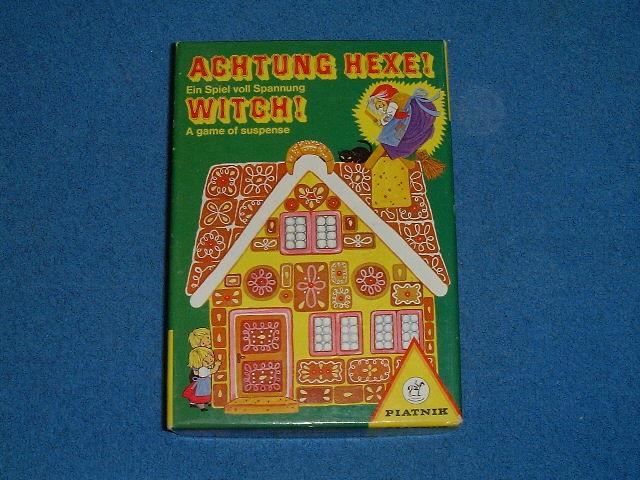 ACHTUNG HEXE!
Ein Spiel voll Spannung
WITCH!
A game of suspense
PIATNIK